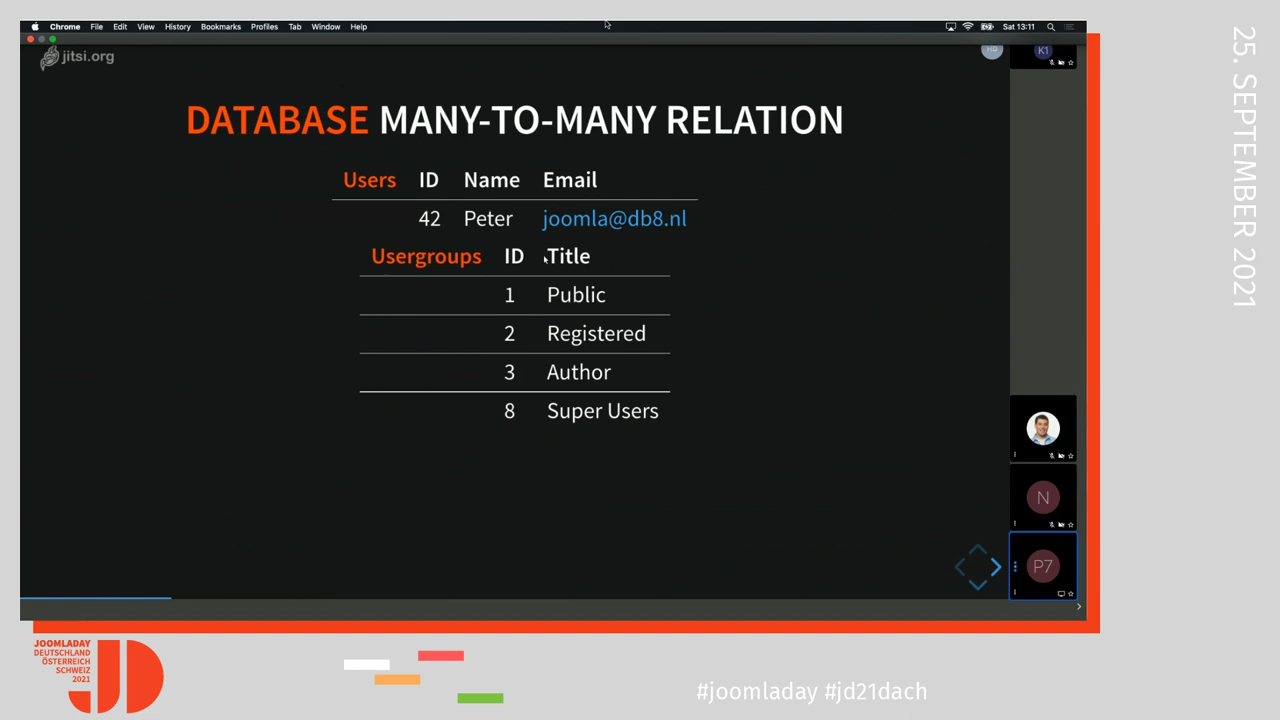 Chrome File Edit View History Bookmarks Profiles Tab Window Help
Sat 13:11
jitsi.org
HD
K1
DATABASE MANY-TO-MANY RELATION
Users ID Name Email
42 Peter joomla@db8.nl
Usergroups ID Title
1 Public
2 Registered
3 Author
8 Super Users
N
P7
25. SEPTEMBER 2021
JOOMLADAY
DEUTSCHLAND
ÖSTERREICH
SCHWEIZ
2021
JD
#joomladay #jd21dach